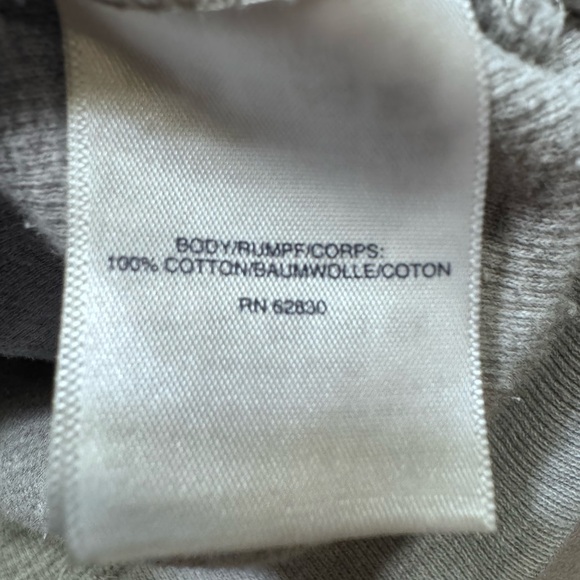 BODY/RUMPF/CORPS:
100% COTTON/BAUMWOLLE/COTON
RN 62830